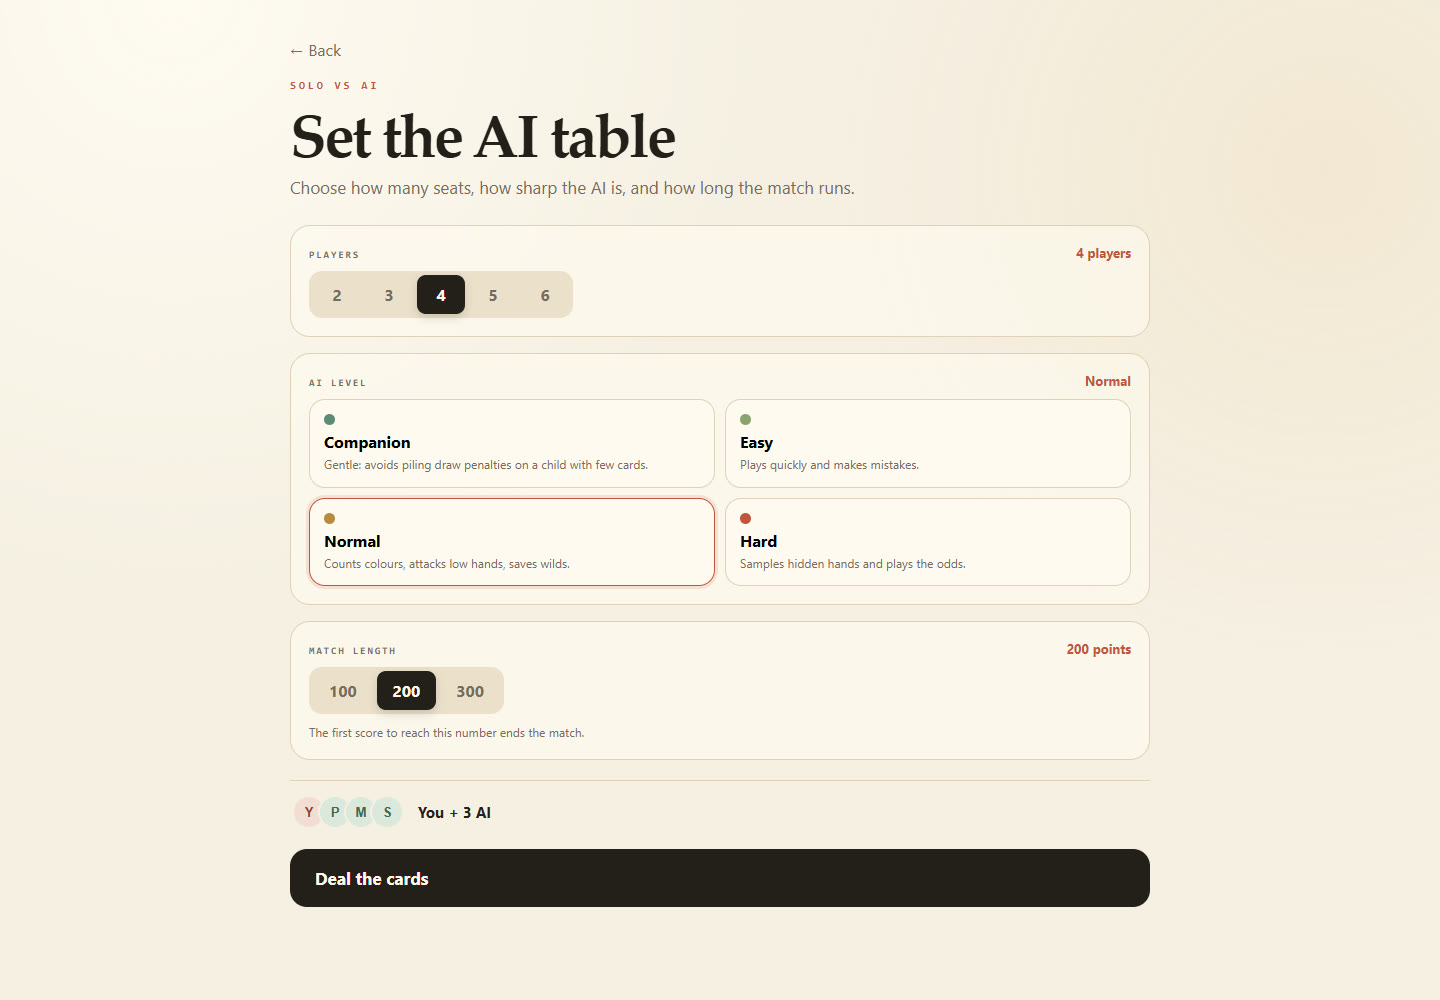 ← Back
SOLO VS AI
Set the AI table
Choose how many seats, how sharp the AI is, and how long the match runs.
PLAYERS
4 players
2 3 4 5 6
AI LEVEL
Normal
Companion
Gentle: avoids piling draw penalties on a child with few cards.
Easy
Plays quickly and makes mistakes.
Normal
Counts colours, attacks low hands, saves wilds.
Hard
Samples hidden hands and plays the odds.
MATCH LENGTH
200 points
100 200 300
The first score to reach this number ends the match.
Y P M S You + 3 AI
Deal the cards